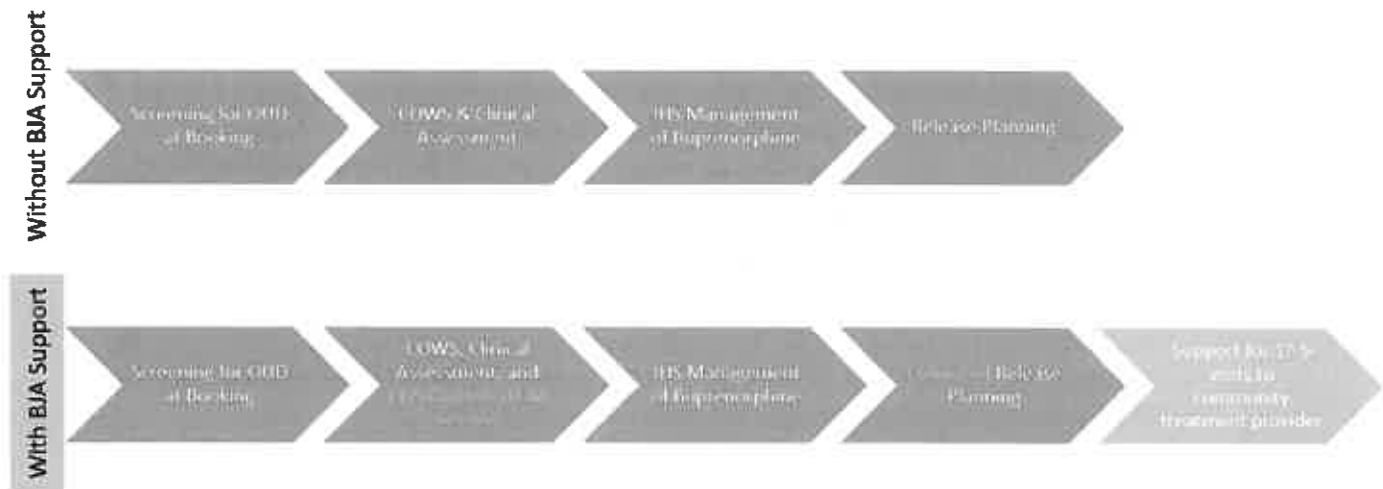 Without BJA Support
Screening for OUD
at Booking
COWS & Clinical
Assessment
IHS Management
of Buprenorphine
Release Planning
With BJA Support
Screening for OUD
at Booking
COWS, Clinical
Assessment, and
IHS Management
of Buprenorphine
Release
Planning
Support for
visits to
community
treatment provider